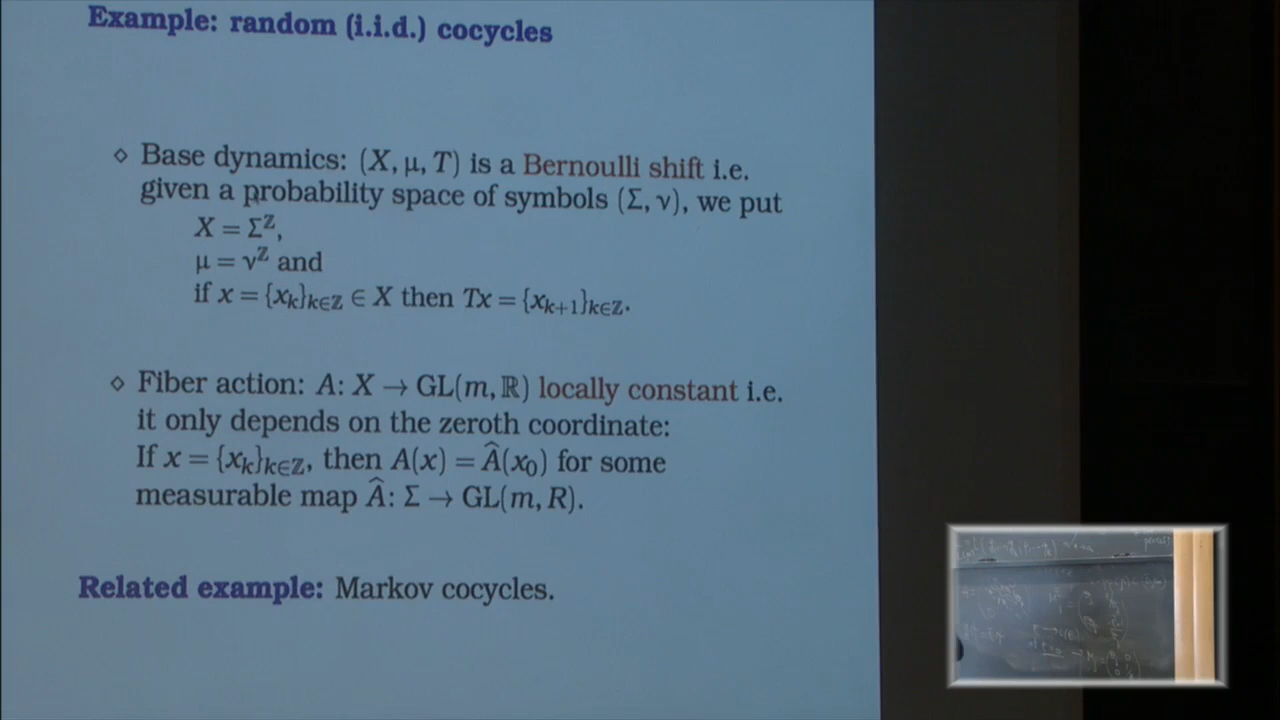 Example: random (i.i.d.) cocycles
⋄ Base dynamics: (X, μ, T) is a Bernoulli shift i.e.
given a probability space of symbols (Σ, ν), we put
X = Σ^ℤ,
μ = ν^ℤ and
if x = {x_k}_{k∈ℤ} ∈ X then Tx = {x_{k+1}}_{k∈ℤ}.
⋄ Fiber action: A: X → GL(m, ℝ) locally constant i.e.
it only depends on the zeroth coordinate:
If x = {x_k}_{k∈ℤ}, then A(x) = Â(x_0) for some
measurable map Â: Σ → GL(m, R).
Related example: Markov cocycles.